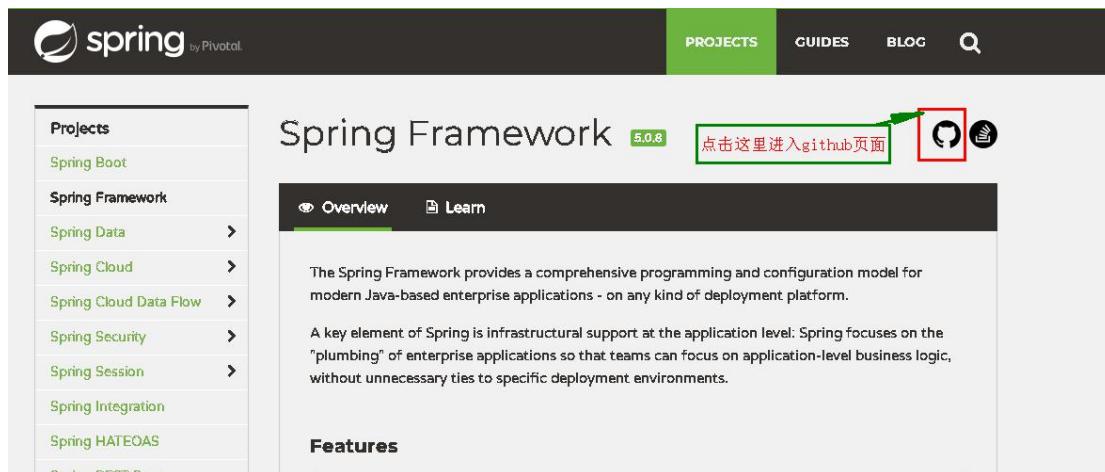 spring by Pivotal.
PROJECTS GUIDES BLOG
Projects
Spring Boot
Spring Framework
Spring Data
Spring Cloud
Spring Cloud Data Flow
Spring Security
Spring Session
Spring Integration
Spring HATEOAS
Spring Framework 5.0.8
点击这里进入github页面
Overview Learn
The Spring Framework provides a comprehensive programming and configuration model for
modern Java-based enterprise applications - on any kind of deployment platform.
A key element of Spring is infrastructural support at the application level: Spring focuses on the
"plumbing" of enterprise applications so that teams can focus on application-level business logic,
without unnecessary ties to specific deployment environments.
Features